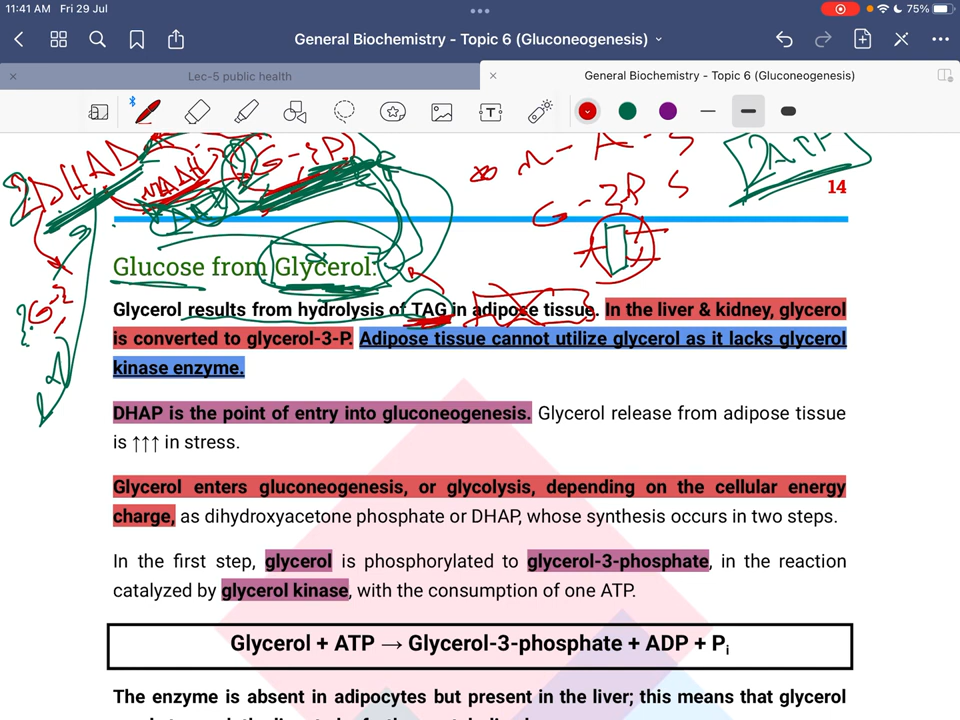 11:41 AM Fri 29 Jul
75%
General Biochemistry - Topic 6 (Gluconeogenesis)
Lec-5 public health
General Biochemistry - Topic 6 (Gluconeogenesis)
2ATP
14
Glucose from Glycerol:
Glycerol results from hydrolysis of TAG in adipose tissue. In the liver & kidney, glycerol
is converted to glycerol-3-P. Adipose tissue cannot utilize glycerol as it lacks glycerol
kinase enzyme.
DHAP is the point of entry into gluconeogenesis. Glycerol release from adipose tissue
is ↑↑↑ in stress.
Glycerol enters gluconeogenesis, or glycolysis, depending on the cellular energy
charge, as dihydroxyacetone phosphate or DHAP, whose synthesis occurs in two steps.
In the first step, glycerol is phosphorylated to glycerol-3-phosphate, in the reaction
catalyzed by glycerol kinase, with the consumption of one ATP.
Glycerol + ATP → Glycerol-3-phosphate + ADP + Pi
The enzyme is absent in adipocytes but present in the liver; this means that glycerol